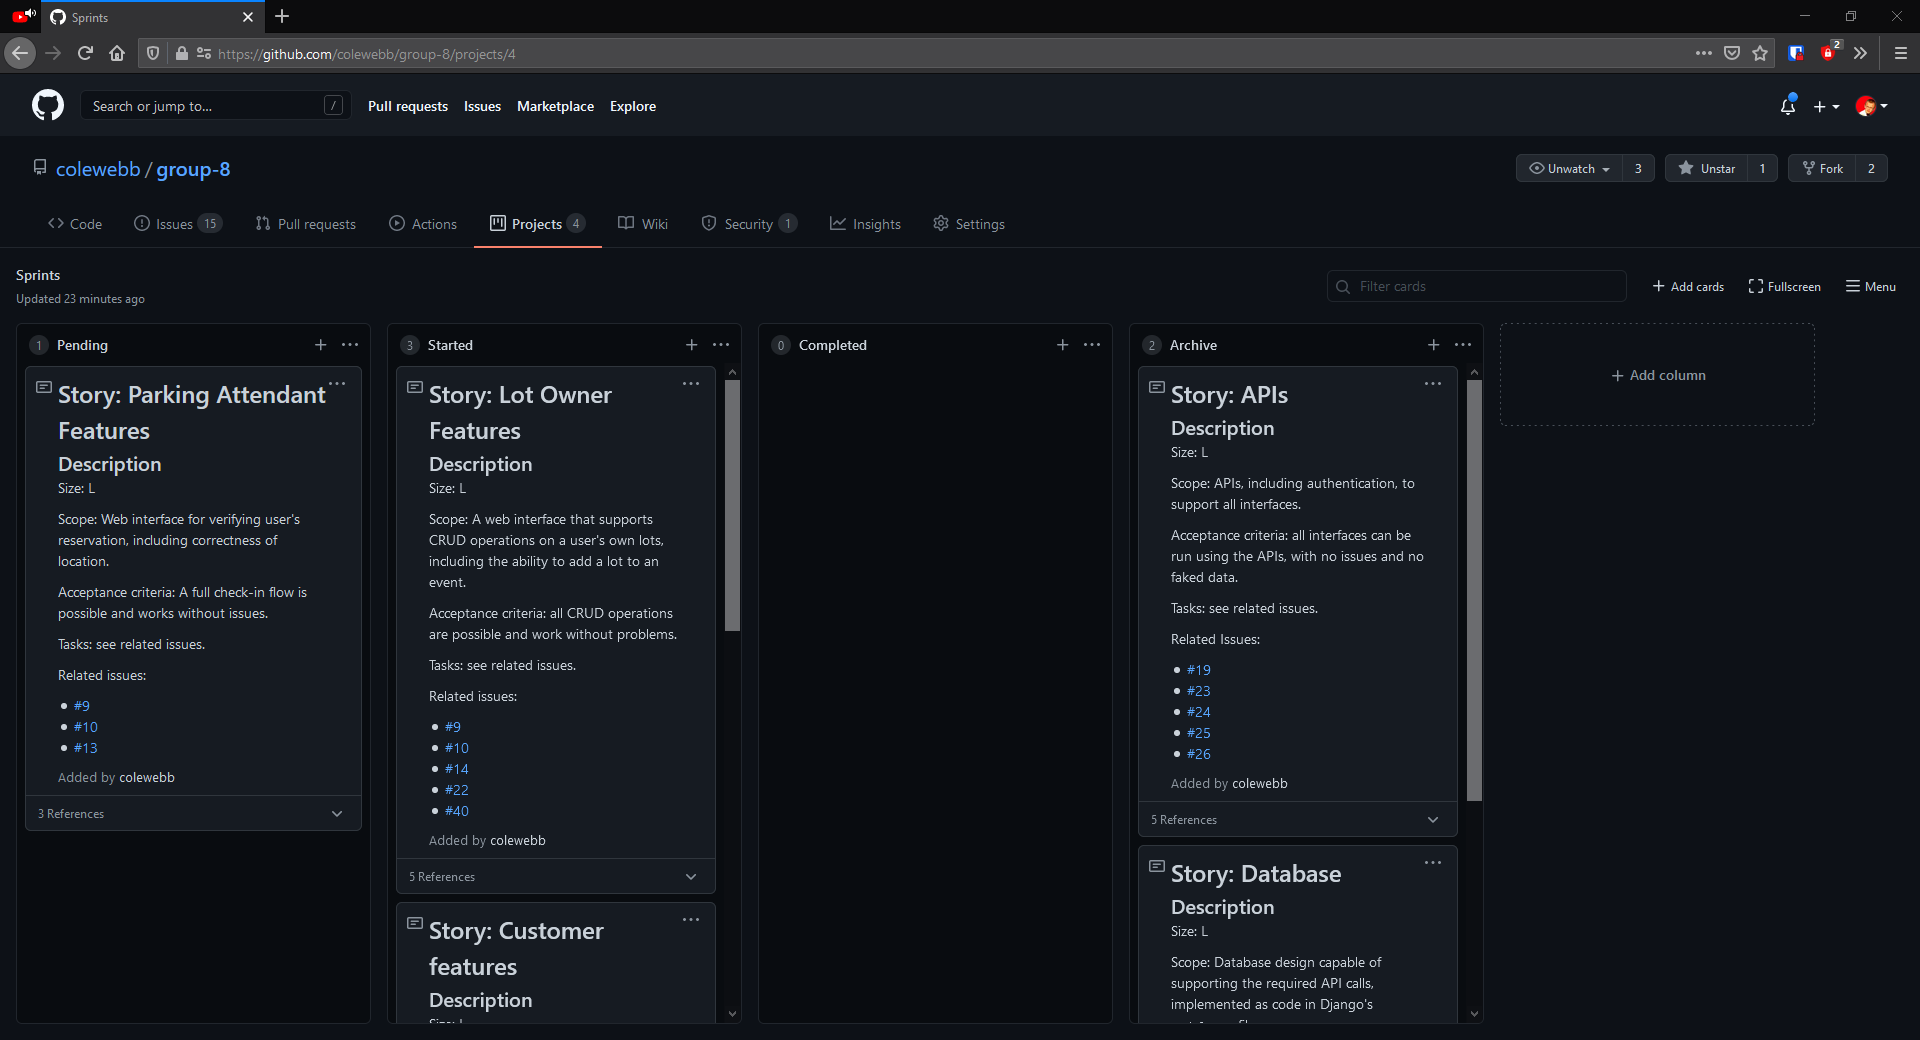 Sprints
https://github.com/colewebb/group-8/projects/4
2
Search or jump to...
/
Pull requests
Issues
Marketplace
Explore
colewebb / group-8
Unwatch 3
Unstar 1
Fork 2
Code
Issues 15
Pull requests
Actions
Projects 4
Wiki
Security 1
Insights
Settings
Sprints
Updated 23 minutes ago
Filter cards
+ Add cards
Fullscreen
Menu
1 Pending
Story: Parking Attendant
Features
Description
Size: L
Scope: Web interface for verifying user's
reservation, including correctness of
location.
Acceptance criteria: A full check-in flow is
possible and works without issues.
Tasks: see related issues.
Related issues:
#9
#10
#13
Added by colewebb
3 References
3 Started
Story: Lot Owner
Features
Description
Size: L
Scope: A web interface that supports
CRUD operations on a user's own lots,
including the ability to add a lot to an
event.
Acceptance criteria: all CRUD operations
are possible and work without problems.
Tasks: see related issues.
Related issues:
#9
#10
#14
#22
#40
Added by colewebb
5 References
Story: Customer
features
Description
Size: L
0 Completed
2 Archive
Story: APIs
Description
Size: L
Scope: APIs, including authentication, to
support all interfaces.
Acceptance criteria: all interfaces can be
run using the APIs, with no issues and no
faked data.
Tasks: see related issues.
Related Issues:
#19
#23
#24
#25
#26
Added by colewebb
5 References
Story: Database
Description
Size: L
Scope: Database design capable of
supporting the required API calls,
implemented as code in Django's
+ Add column